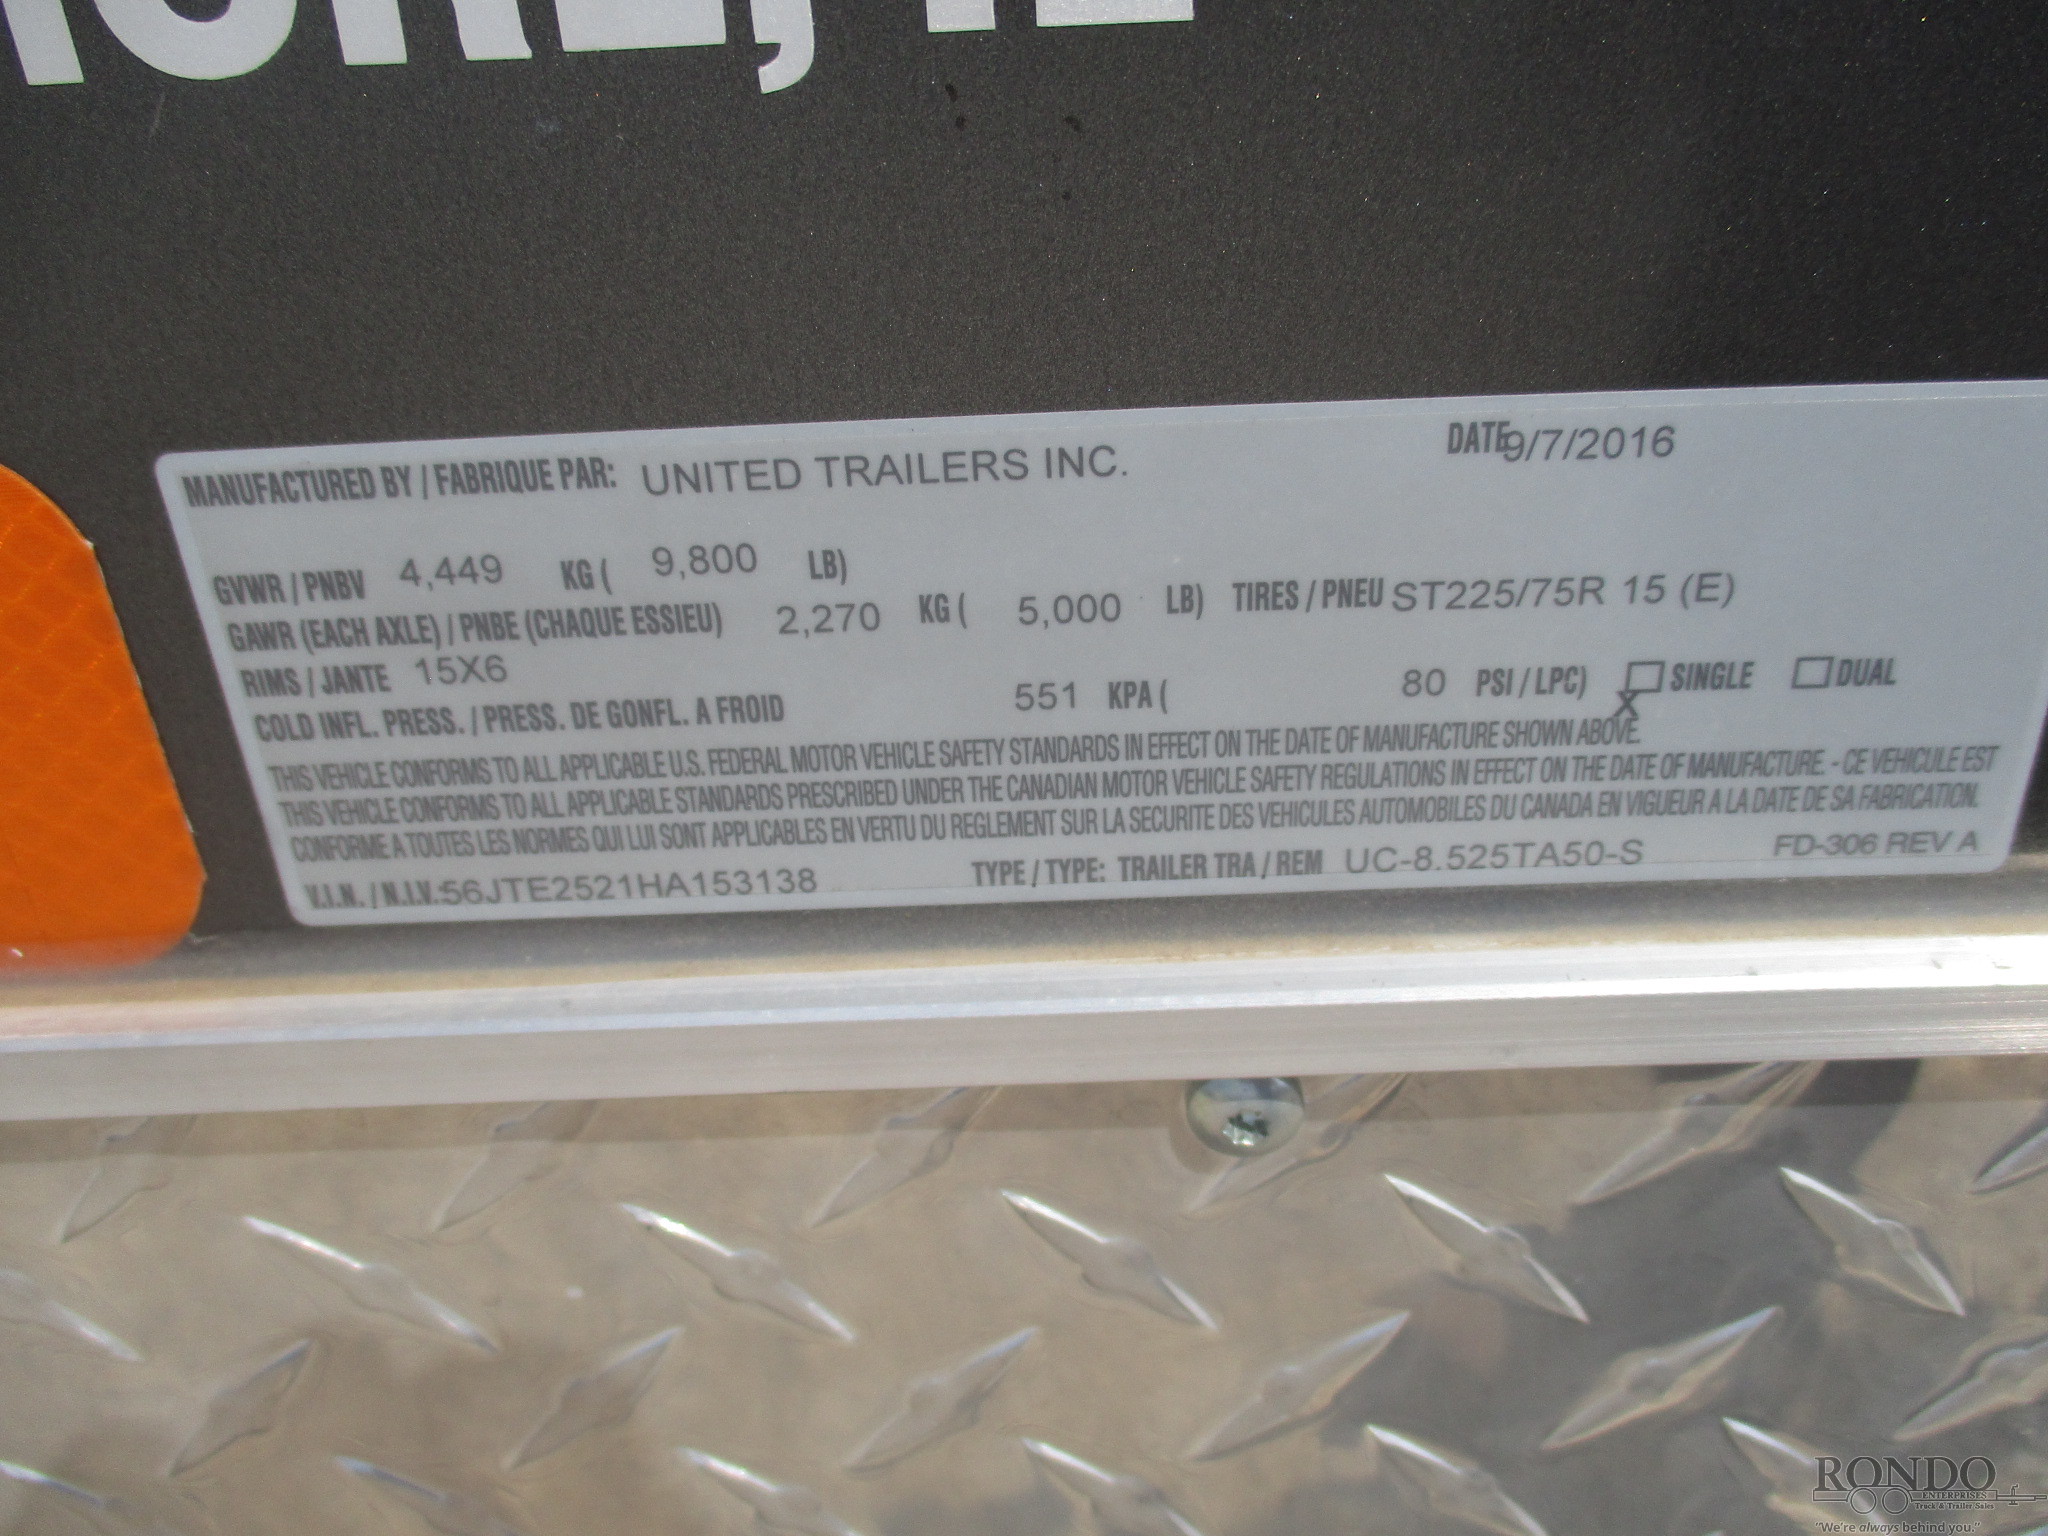 MANUFACTURED BY / FABRIQUE PAR: UNITED TRAILERS INC. DATE 9/7/2016
GVWR / PNBV 4,449 KG ( 9,800 LB)
GAWR (EACH AXLE) / PNBE (CHAQUE ESSIEU) 2,270 KG ( 5,000 LB) TIRES / PNEU ST225/75R 15 (E)
RIMS / JANTE 15X6
COLD INFL. PRESS. / PRESS. DE GONFL. A FROID 551 KPA ( 80 PSI / LPC) X SINGLE DUAL
THIS VEHICLE CONFORMS TO ALL APPLICABLE U.S. FEDERAL MOTOR VEHICLE SAFETY STANDARDS IN EFFECT ON THE DATE OF MANUFACTURE SHOWN ABOVE.
THIS VEHICLE CONFORMS TO ALL APPLICABLE STANDARDS PRESCRIBED UNDER THE CANADIAN MOTOR VEHICLE SAFETY REGULATIONS IN EFFECT ON THE DATE OF MANUFACTURE. - CE VEHICULE EST
CONFORME A TOUTES LES NORMES QUI LUI SONT APPLICABLES EN VERTU DU REGLEMENT SUR LA SECURITE DES VEHICULES AUTOMOBILES DU CANADA EN VIGUEUR A LA DATE DE SA FABRICATION.
V.I.N. / N.I.V.: 56JTE2521HA153138 TYPE / TYPE: TRAILER TRA / REM UC-8.525TA50-S FD-306 REV A
RONDO
ENTERPRISES
Truck & Trailer Sales
"We're always behind you."